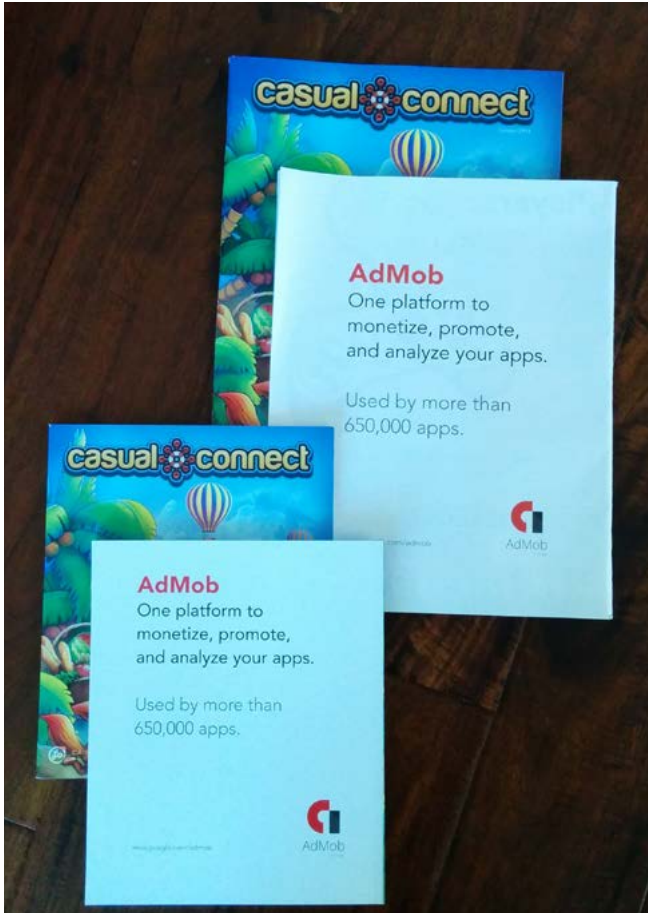 casual connect
AdMob
One platform to
monetize, promote,
and analyze your apps.
Used by more than
650,000 apps.
AdMob
casual connect
AdMob
One platform to
monetize, promote,
and analyze your apps.
Used by more than
650,000 apps.
AdMob